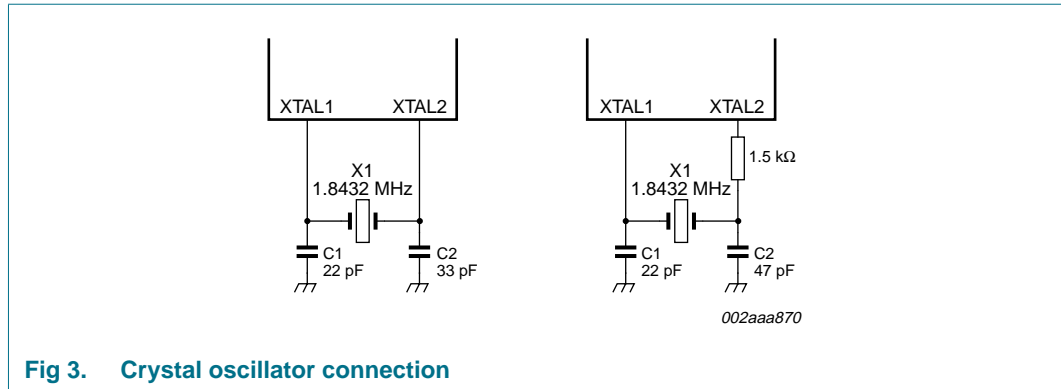 XTAL1 XTAL2
X1
1.8432 MHz
C1
22 pF
C2
33 pF
XTAL1 XTAL2
1.5 kΩ
X1
1.8432 MHz
C1
22 pF
C2
47 pF
002aaa870
Fig 3. Crystal oscillator connection